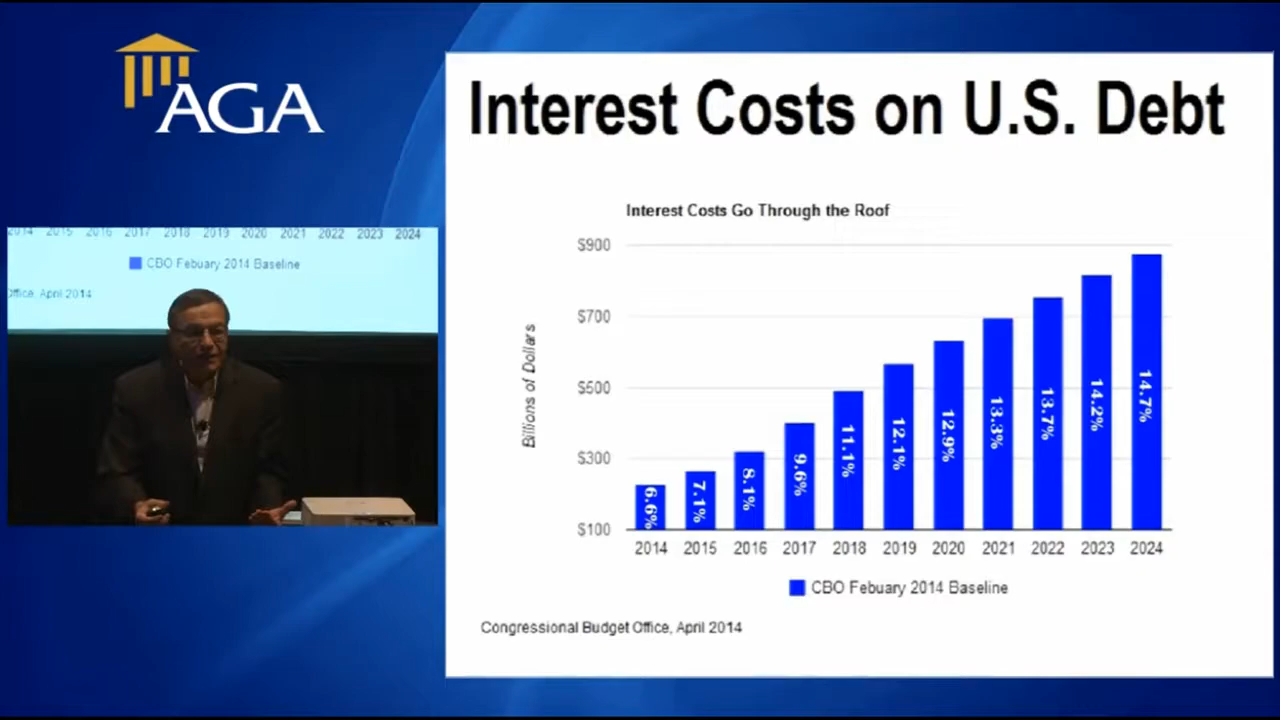 AGA
Interest Costs on U.S. Debt
Interest Costs Go Through the Roof
$900
$700
$500
$300
$100
Billions of Dollars
6.6%
7.1%
8.1%
9.6%
11.1%
12.1%
12.9%
13.3%
13.7%
14.2%
14.7%
2014 2015 2016 2017 2018 2019 2020 2021 2022 2023 2024
CBO Febuary 2014 Baseline
Congressional Budget Office, April 2014
2014 2015 2016 2017 2018 2019 2020 2021 2022 2023 2024
CBO Febuary 2014 Baseline
Office, April 2014